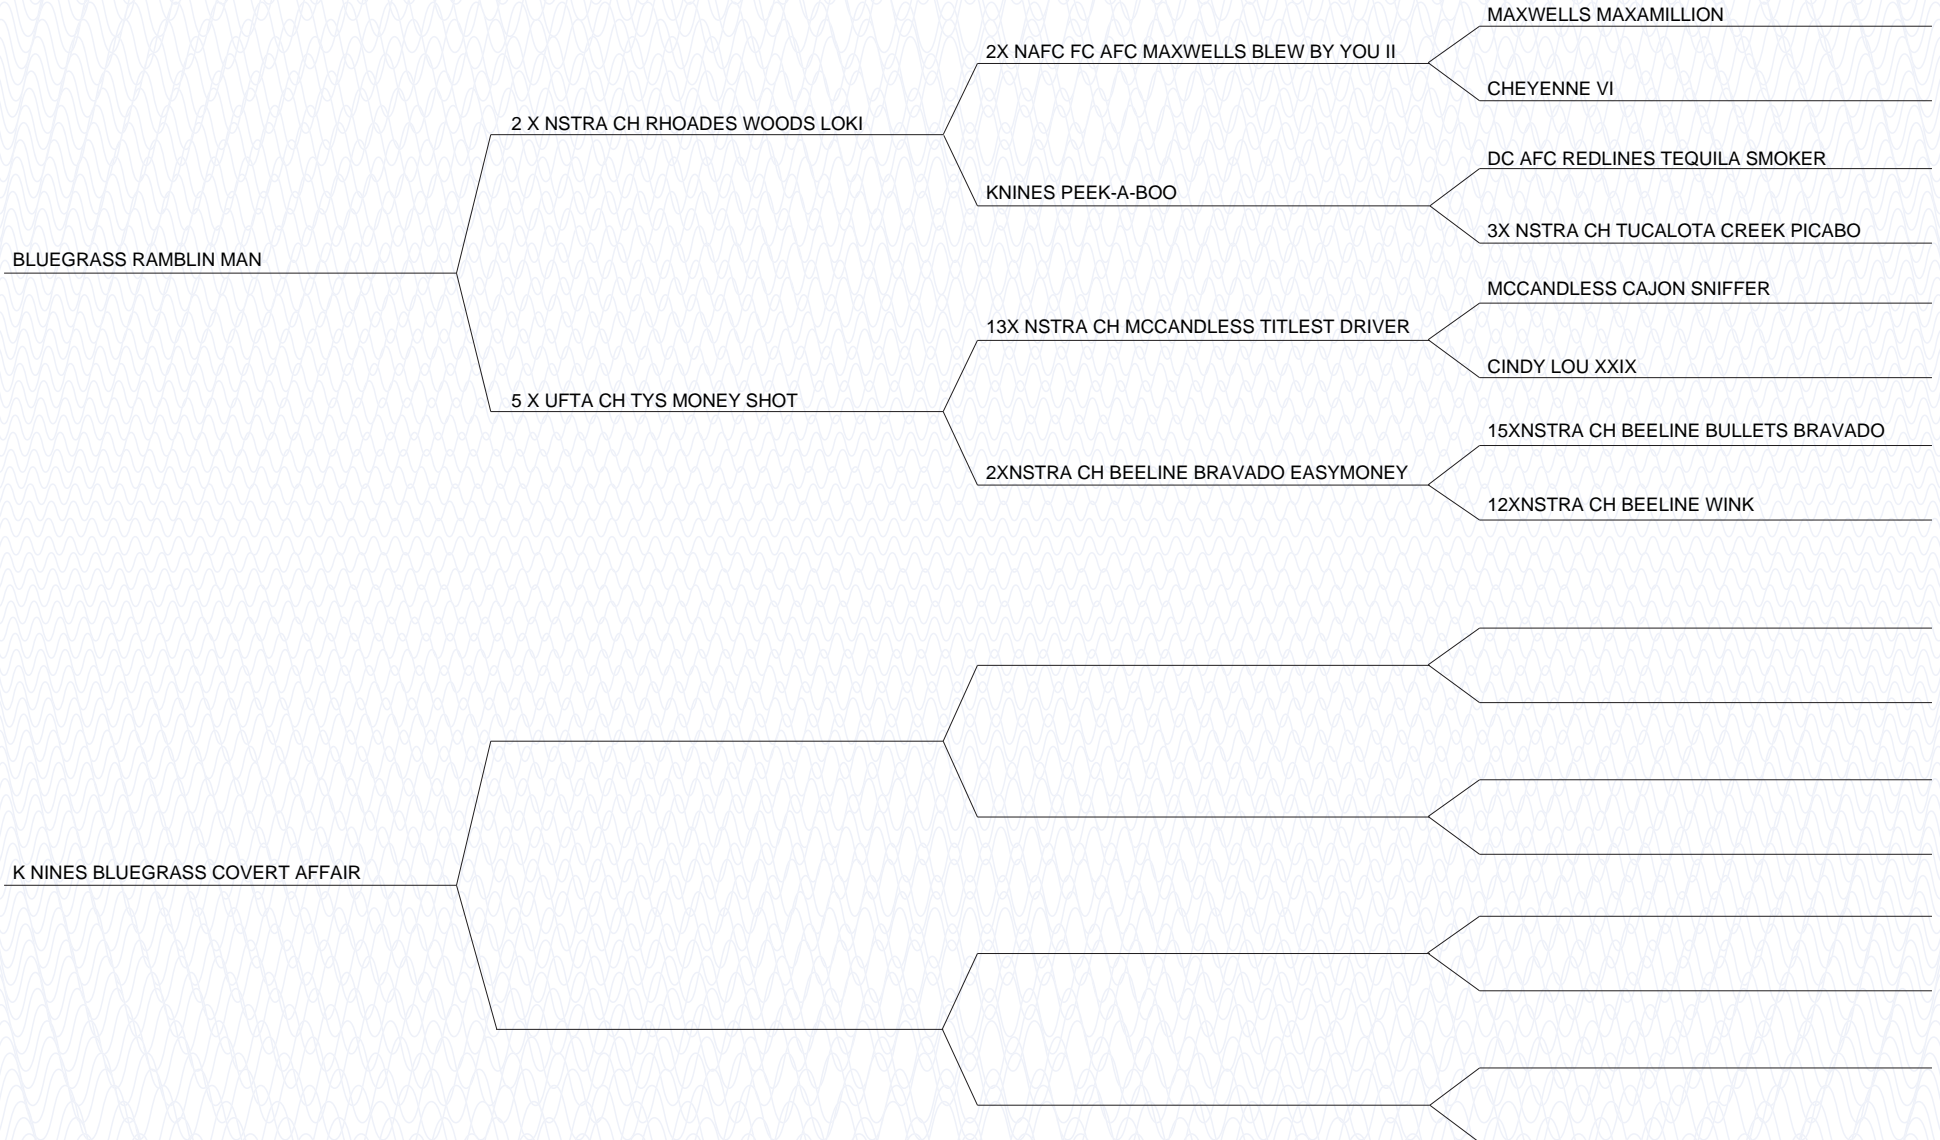 MAXWELLS MAXAMILLION
2X NAFC FC AFC MAXWELLS BLEW BY YOU II
CHEYENNE VI
2 X NSTRA CH RHOADES WOODS LOKI
DC AFC REDLINES TEQUILA SMOKER
KNINES PEEK-A-BOO
3X NSTRA CH TUCALOTA CREEK PICABO
BLUEGRASS RAMBLIN MAN
MCCANDLESS CAJON SNIFFER
13X NSTRA CH MCCANDLESS TITLEST DRIVER
CINDY LOU XXIX
5 X UFTA CH TYS MONEY SHOT
15XNSTRA CH BEELINE BULLETS BRAVADO
2XNSTRA CH BEELINE BRAVADO EASYMONEY
12XNSTRA CH BEELINE WINK
K NINES BLUEGRASS COVERT AFFAIR